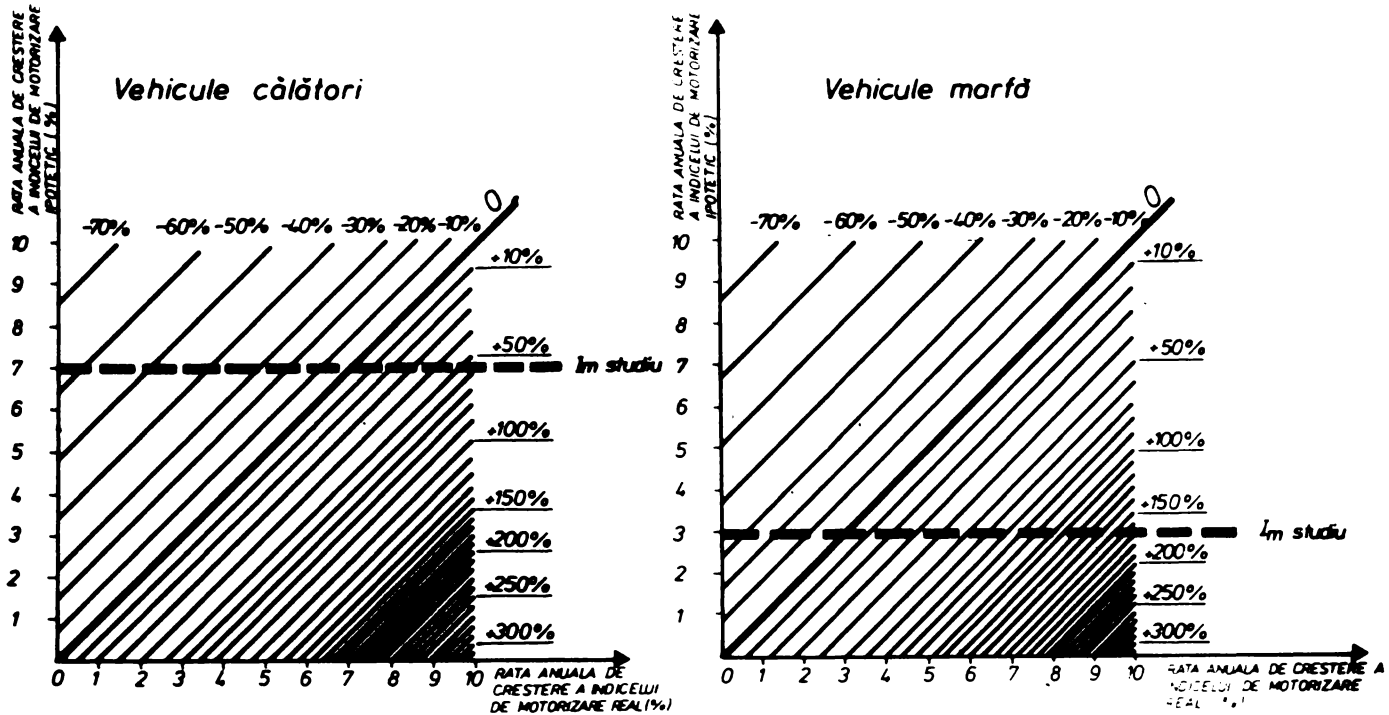 RATA ANUALA DE CRESTERE
A INDICELUI DE MOTORIZARE
IPOTETIC (%)
Vehicule călători
0
-70% -60% -50% -40% -30% -20% -10%
10
9
8
7
6
5
4
3
2
1
+10%
+50%
Im studiu
+100%
+150%
+200%
+250%
+300%
0 1 2 3 4 5 6 7 8 9 10
RATA ANUALA DE
CRESTERE A INDICELUI
DE MOTORIZARE REAL (%)
RATA ANUALA DE CRESTERE
A INDICELUI DE MOTORIZARE
IPOTETIC (%)
Vehicule marfă
0
-70% -60% -50% -40% -30% -20% -10%
10
9
8
7
6
5
4
3
2
1
+10%
+50%
+100%
+150%
Im studiu
+200%
+250%
+300%
0 1 2 3 4 5 6 7 8 9 10
RATA ANUALA DE CRESTERE A
INDICELUI DE MOTORIZARE
REAL (%)